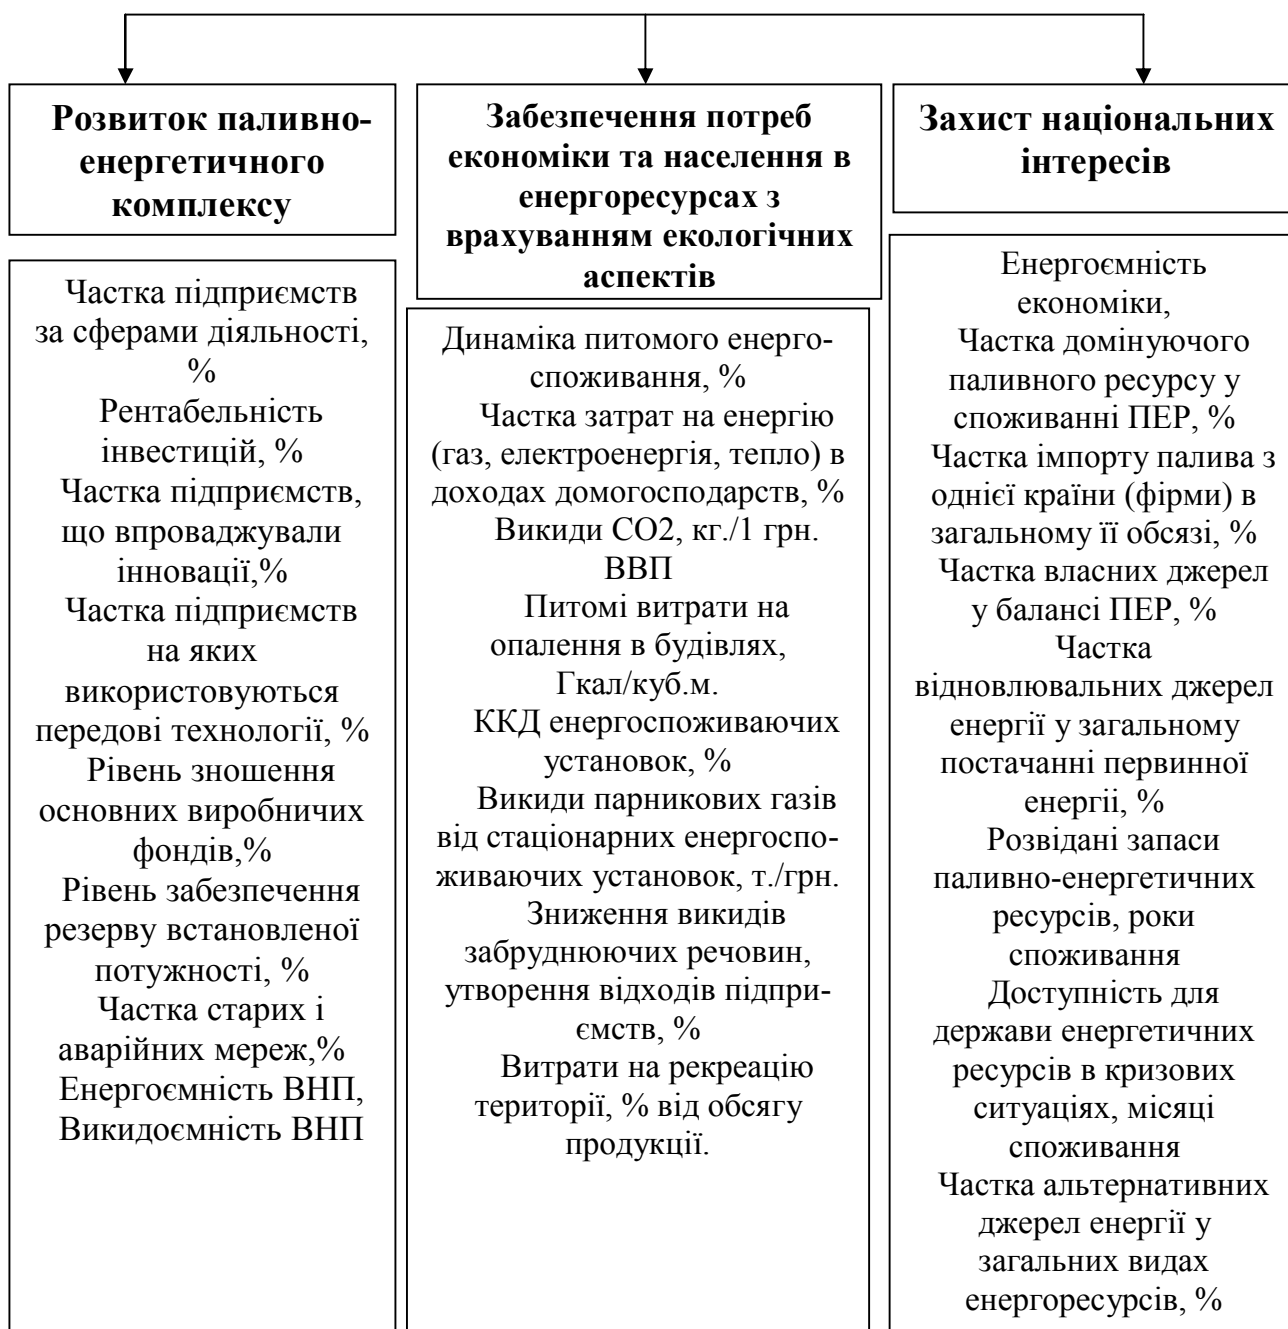 Розвиток паливно-
енергетичного
комплексу
Частка підприємств
за сферами діяльності,
%
Рентабельність
інвестицій, %
Частка підприємств,
що впроваджували
інновації,%
Частка підприємств
на яких
використовуються
передові технології, %
Рівень зношення
основних виробничих
фондів,%
Рівень забезпечення
резерву встановленої
потужності, %
Частка старих і
аварійних мереж,%
Енергоємність ВНП,
Викидоємність ВНП
Забезпечення потреб
економіки та населення в
енергоресурсах з
врахуванням екологічних
аспектів
Динаміка питомого енерго-
споживання, %
Частка затрат на енергію
(газ, електроенергія, тепло) в
доходах домогосподарств, %
Викиди СО2, кг./1 грн.
ВВП
Питомі витрати на
опалення в будівлях,
Гкал/куб.м.
ККД енергоспоживаючих
установок, %
Викиди парникових газів
від стаціонарних енергоспо-
живаючих установок, т./грн.
Зниження викидів
забруднюючих речовин,
утворення відходів підпри-
ємств, %
Витрати на рекреацію
території, % від обсягу
продукції.
Захист національних
інтересів
Енергоємність
економіки,
Частка домінуючого
паливного ресурсу у
споживанні ПЕР, %
Частка імпорту палива з
однієї країни (фірми) в
загальному її обсязі, %
Частка власних джерел
у балансі ПЕР, %
Частка
відновлювальних джерел
енергії у загальному
постачанні первинної
енергіі, %
Розвідані запаси
паливно-енергетичних
ресурсів, роки
споживання
Доступність для
держави енергетичних
ресурсів в кризових
ситуаціях, місяці
споживання
Частка альтернативних
джерел енергії у
загальних видах
енергоресурсів, %